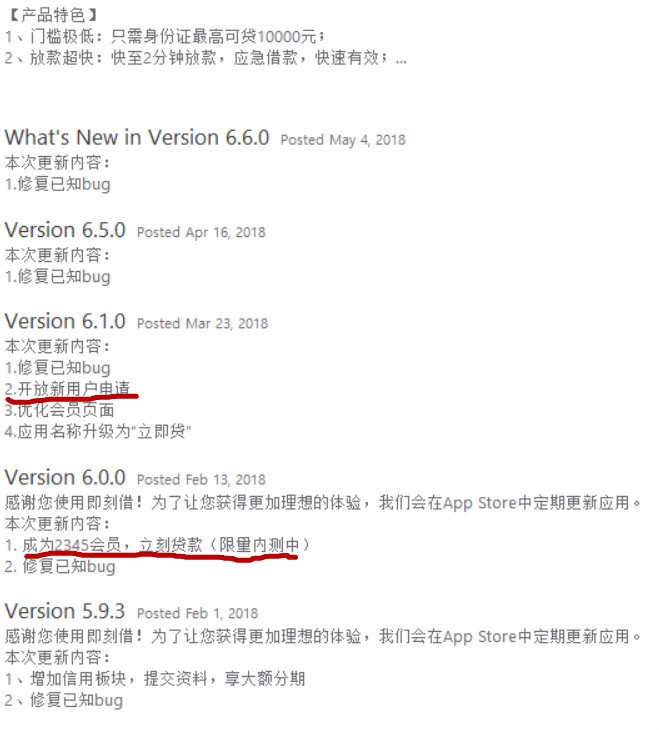 【产品特色】
1、门槛极低：只需身份证最高可贷10000元；
2、放款超快：快至2分钟放款，应急借款，快速有效；...
What's New in Version 6.6.0 Posted May 4, 2018
本次更新内容：
1.修复已知bug
Version 6.5.0 Posted Apr 16, 2018
本次更新内容：
1.修复已知bug
Version 6.1.0 Posted Mar 23, 2018
本次更新内容：
1.修复已知bug
2.开放新用户申请
3.优化会员页面
4.应用名称升级为“立即贷”
Version 6.0.0 Posted Feb 13, 2018
感谢您使用即刻借！为了让您获得更加理想的体验，我们会在App Store中定期更新应用。
本次更新内容：
1. 成为2345会员，立刻贷款（限量内测中）
2. 修复已知bug
Version 5.9.3 Posted Feb 1, 2018
感谢您使用即刻借！为了让您获得更加理想的体验，我们会在App Store中定期更新应用。
本次更新内容：
1、增加信用板块，提交资料，享大额分期
2、修复已知bug